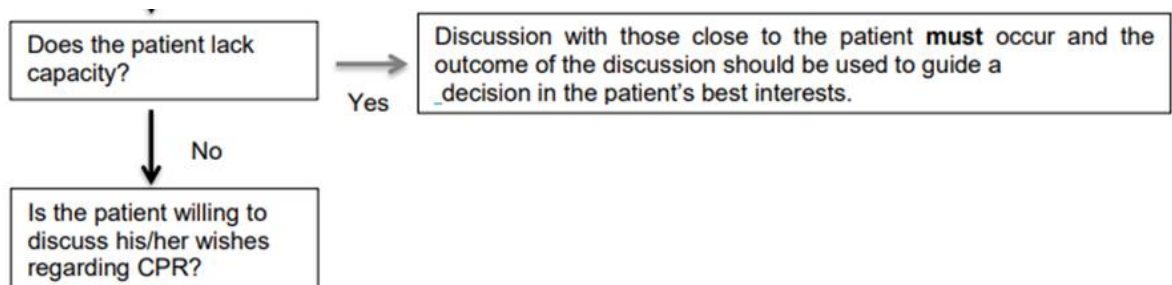 Does the patient lack
capacity?
Yes
Discussion with those close to the patient must occur and the
outcome of the discussion should be used to guide a
_decision in the patient's best interests.
No
Is the patient willing to
discuss his/her wishes
regarding CPR?